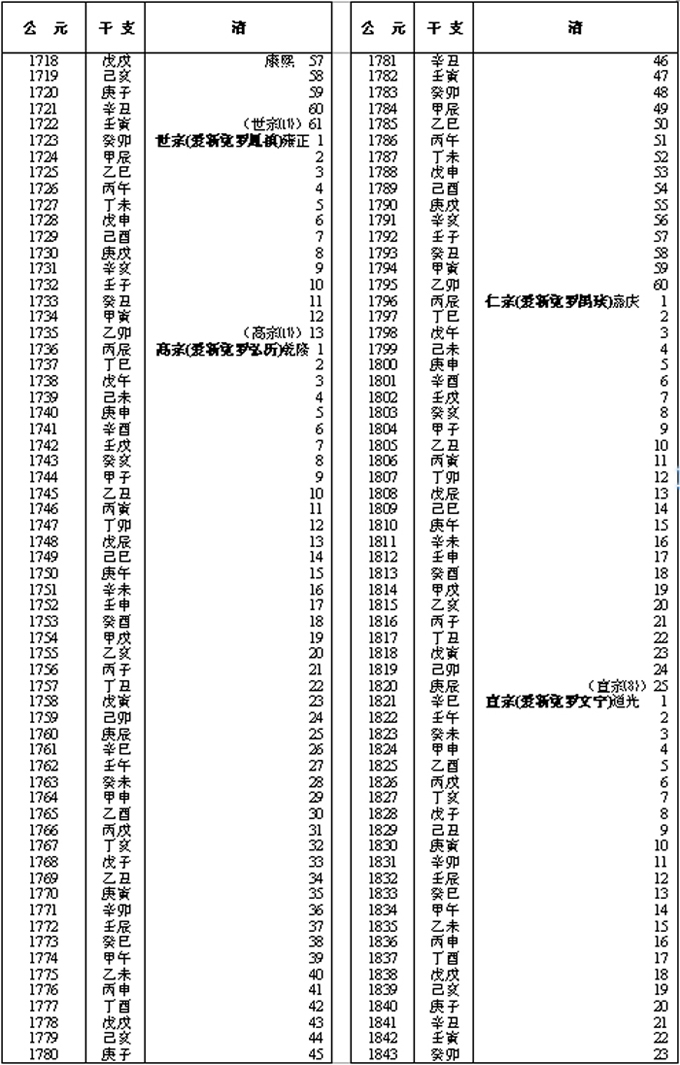 公 元 干 支 清
1718 戊戌 康熙 57
1719 己亥 58
1720 庚子 59
1721 辛丑 60
1722 壬寅 (世宗⑾) 61
1723 癸卯 世宗(爱新觉罗胤禛)雍正 1
1724 甲辰 2
1725 乙巳 3
1726 丙午 4
1727 丁未 5
1728 戊申 6
1729 己酉 7
1730 庚戌 8
1731 辛亥 9
1732 壬子 10
1733 癸丑 11
1734 甲寅 12
1735 乙卯 (高宗) 13
1736 丙辰 高宗(爱新觉罗弘历)乾隆 1
1737 丁巳 2
1738 戊午 3
1739 己未 4
1740 庚申 5
1741 辛酉 6
1742 壬戌 7
1743 癸亥 8
1744 甲子 9
1745 乙丑 10
1746 丙寅 11
1747 丁卯 12
1748 戊辰 13
1749 己巳 14
1750 庚午 15
1751 辛未 16
1752 壬申 17
1753 癸酉 18
1754 甲戌 19
1755 乙亥 20
1756 丙子 21
1757 丁丑 22
1758 戊寅 23
1759 己卯 24
1760 庚辰 25
1761 辛巳 26
1762 壬午 27
1763 癸未 28
1764 甲申 29
1765 乙酉 30
1766 丙戌 31
1767 丁亥 32
1768 戊子 33
1769 乙丑 34
1770 庚寅 35
1771 辛卯 36
1772 壬辰 37
1773 癸巳 38
1774 甲午 39
1775 乙未 40
1776 丙申 41
1777 丁酉 42
1778 戊戌 43
1779 己亥 44
1780 庚子 45
公 元 干 支 清
1781 辛丑 46
1782 壬寅 47
1783 癸卯 48
1784 甲辰 49
1785 乙巳 50
1786 丙午 51
1787 丁未 52
1788 戊申 53
1789 己酉 54
1790 庚戌 55
1791 辛亥 56
1792 壬子 57
1793 癸丑 58
1794 甲寅 59
1795 乙卯 60
1796 丙辰 仁宗(爱新觉罗颙琰)嘉庆 1
1797 丁巳 2
1798 戊午 3
1799 己未 4
1800 庚申 5
1801 辛酉 6
1802 壬戌 7
1803 癸亥 8
1804 甲子 9
1805 乙丑 10
1806 丙寅 11
1807 丁卯 12
1808 戊辰 13
1809 己巳 14
1810 庚午 15
1811 辛未 16
1812 壬申 17
1813 癸酉 18
1814 甲戌 19
1815 乙亥 20
1816 丙子 21
1817 丁丑 22
1818 戊寅 23
1819 己卯 24
1820 庚辰 (宣宗⑻) 25
1821 辛巳 宣宗(爱新觉罗文宁)道光 1
1822 壬午 2
1823 癸未 3
1824 甲申 4
1825 乙酉 5
1826 丙戌 6
1827 丁亥 7
1828 戊子 8
1829 己丑 9
1830 庚寅 10
1831 辛卯 11
1832 壬辰 12
1833 癸巳 13
1834 甲午 14
1835 乙未 15
1836 丙申 16
1837 丁酉 17
1838 戊戌 18
1839 己亥 19
1840 庚子 20
1841 辛丑 21
1842 壬寅 22
1843 癸卯 23